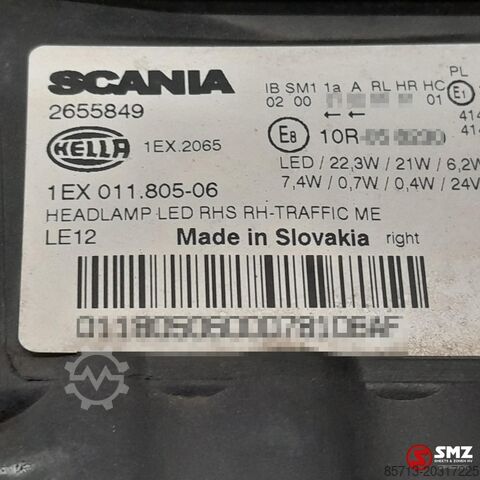 SCANIA
2655849
HELLA
1EX.2065
1EX 011.805-06
HEADLAMP LED RHS RH-TRAFFIC ME
LE12
Made in Slovakia right
IB SM1 1a A RL HR HC
PL
02 00
01
E1
←←
414
E8
10R
414
LED / 22,3W / 21W / 6,2W
7,4W / 0,7W / 0,4W / 24V
SMZ
85713-20317225